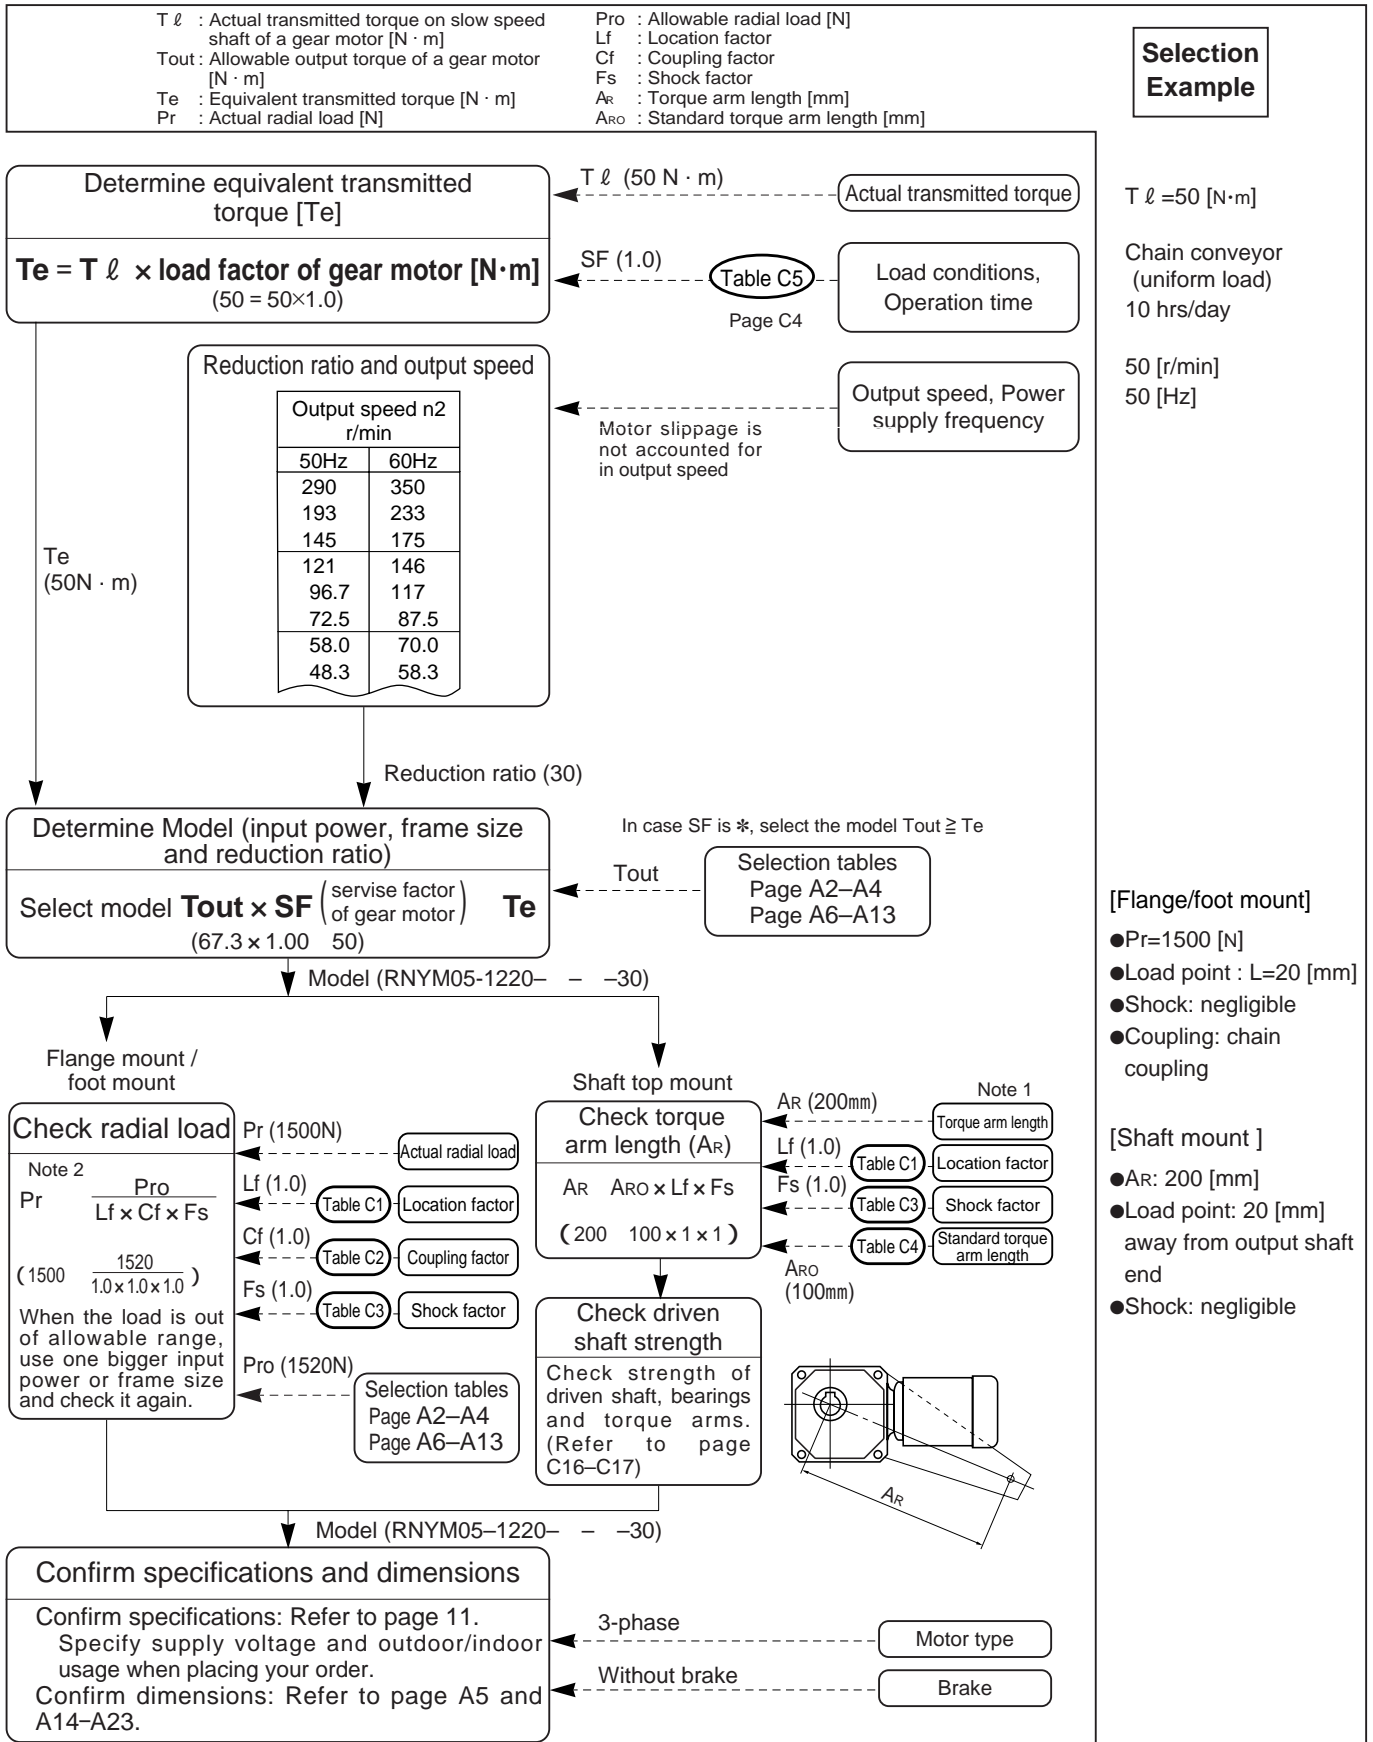 T ℓ : Actual transmitted torque on slow speed
shaft of a gear motor [N · m]
Tout : Allowable output torque of a gear motor
[N · m]
Te : Equivalent transmitted torque [N · m]
Pr : Actual radial load [N]
Pro : Allowable radial load [N]
Lf : Location factor
Cf : Coupling factor
Fs : Shock factor
AR : Torque arm length [mm]
ARO : Standard torque arm length [mm]
Selection
Example
Determine equivalent transmitted
torque [Te]
Te = T ℓ × load factor of gear motor [N·m]
(50 = 50×1.0)
T ℓ (50 N · m)
Actual transmitted torque
T ℓ =50 [N·m]
SF (1.0)
Table C5
Page C4
Load conditions,
Operation time
Chain conveyor
(uniform load)
10 hrs/day
Reduction ratio and output speed
Output speed n2
r/min
50Hz 60Hz
290 350
193 233
145 175
121 146
96.7 117
72.5 87.5
58.0 70.0
48.3 58.3
Motor slippage is
not accounted for
in output speed
Output speed, Power
supply frequency
50 [r/min]
50 [Hz]
Te
(50N · m)
Reduction ratio (30)
Determine Model (input power, frame size
and reduction ratio)
Select model Tout × SF (servise factor
of gear motor) Te
(67.3 × 1.00 50)
In case SF is ✻, select the model Tout ≧ Te
Tout
Selection tables
Page A2–A4
Page A6–A13
Model (RNYM05-1220– – –30)
Flange mount /
foot mount
Check radial load
Note 2
Pr Pro
Lf × Cf × Fs
(1500 1520
1.0 × 1.0 × 1.0 )
When the load is out
of allowable range,
use one bigger input
power or frame size
and check it again.
Pr (1500N)
Actual radial load
Lf (1.0)
Table C1
Location factor
Cf (1.0)
Table C2
Coupling factor
Fs (1.0)
Table C3
Shock factor
Pro (1520N)
Selection tables
Page A2–A4
Page A6–A13
Shaft top mount
Check torque
arm length (AR)
AR ARO × Lf × Fs
(200 100 × 1 × 1 )
Note 1
AR (200mm)
Torque arm length
Lf (1.0)
Table C1
Location factor
Fs (1.0)
Table C3
Shock factor
Table C4
Standard torque
arm length
ARO
(100mm)
Check driven
shaft strength
Check strength of
driven shaft, bearings
and torque arms.
(Refer to page
C16–C17)
AR
[Flange/foot mount]
●Pr=1500 [N]
●Load point : L=20 [mm]
●Shock: negligible
●Coupling: chain
coupling
[Shaft mount ]
●AR: 200 [mm]
●Load point: 20 [mm]
away from output shaft
end
●Shock: negligible
Model (RNYM05–1220– – –30)
Confirm specifications and dimensions
Confirm specifications: Refer to page 11.
Specify supply voltage and outdoor/indoor
usage when placing your order.
Confirm dimensions: Refer to page A5 and
A14–A23.
3-phase
Motor type
Without brake
Brake